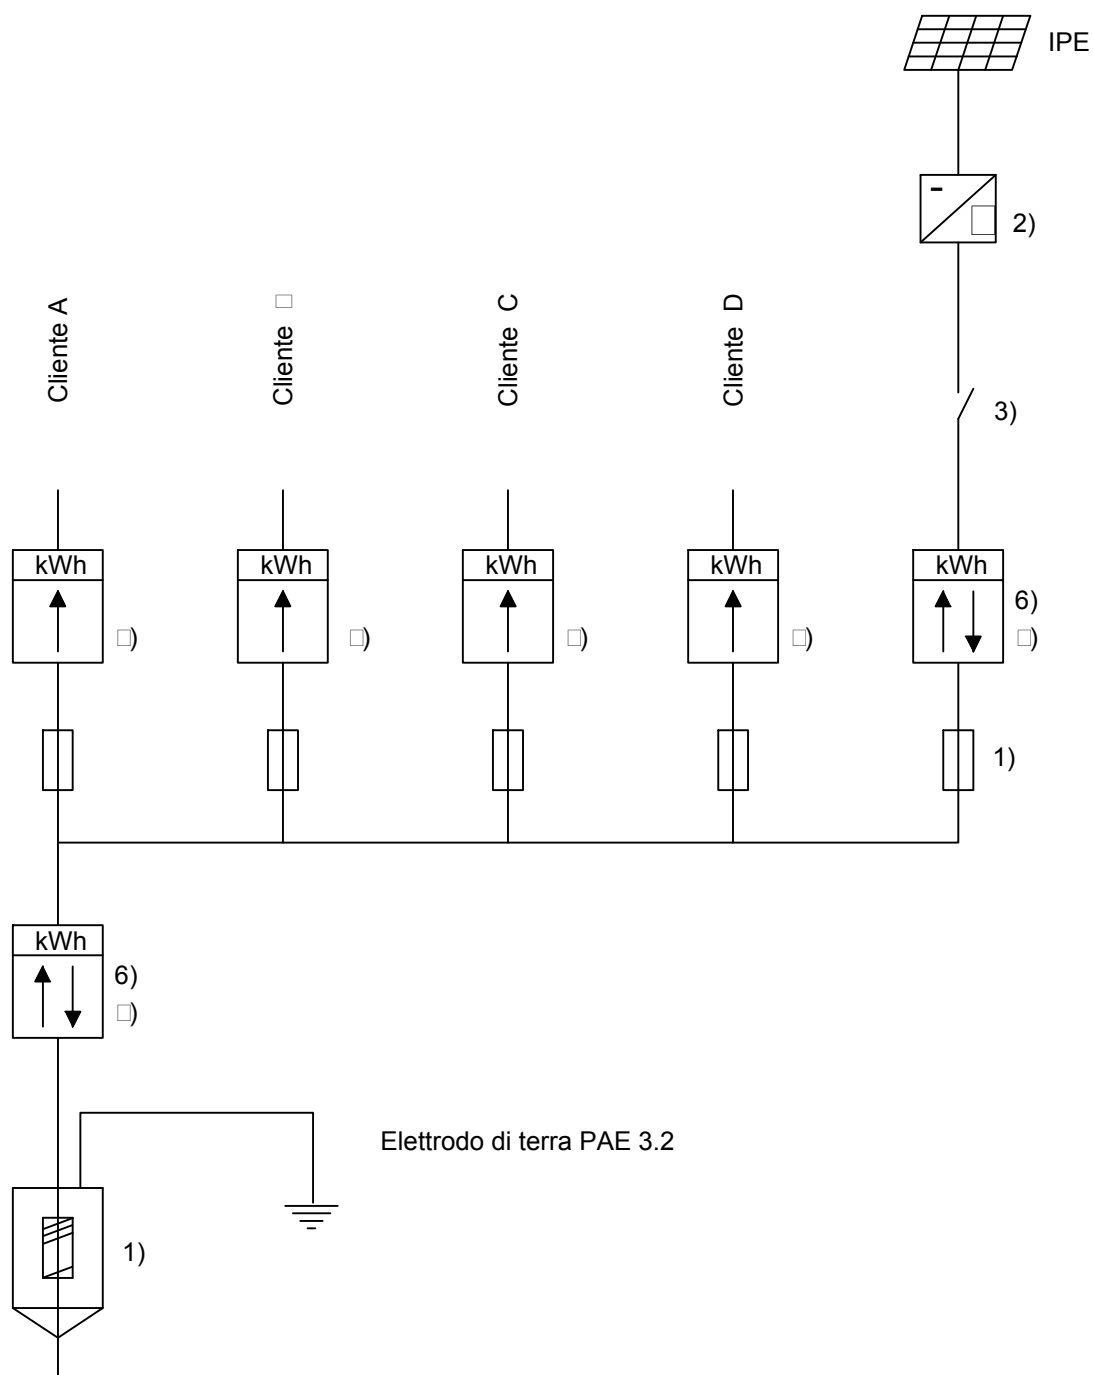 IPE
-
2)
Cliente A
Cliente
Cliente C
Cliente D
3)
kWh
kWh
kWh
kWh
kWh
6)
)
)
)
)
)
1)
kWh
6)
)
Elettrodo di terra PAE 3.2
1)